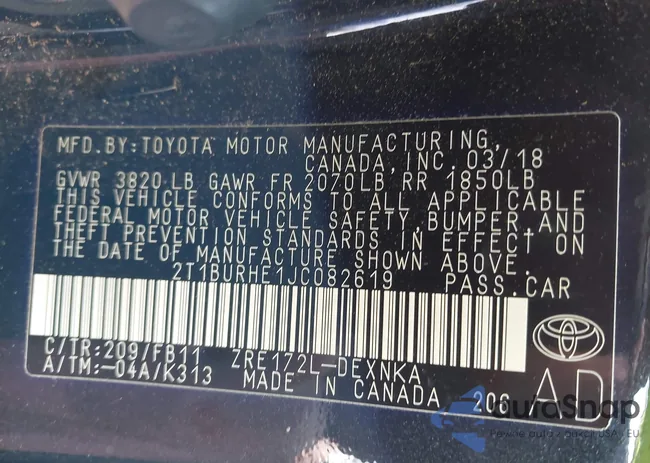 MFD. BY: TOYOTA MOTOR MANUFACTURING,
CANADA, INC. 03/18
GVWR 3820 LB GAWR FR 2070LB RR 1850LB
THIS VEHICLE CONFORMS TO ALL APPLICABLE
FEDERAL MOTOR VEHICLE SAFETY, BUMPER, AND
THEFT PREVENTION STANDARDS IN EFFECT ON
THE DATE OF MANUFACTURE SHOWN ABOVE.
2T1BURHE1JC082619 PASS.CAR
C/TR:209/FB11 ZRE172L-DEXNKA
A/TM:-04A/K313 MADE IN CANADA 206 AD
autoSnap